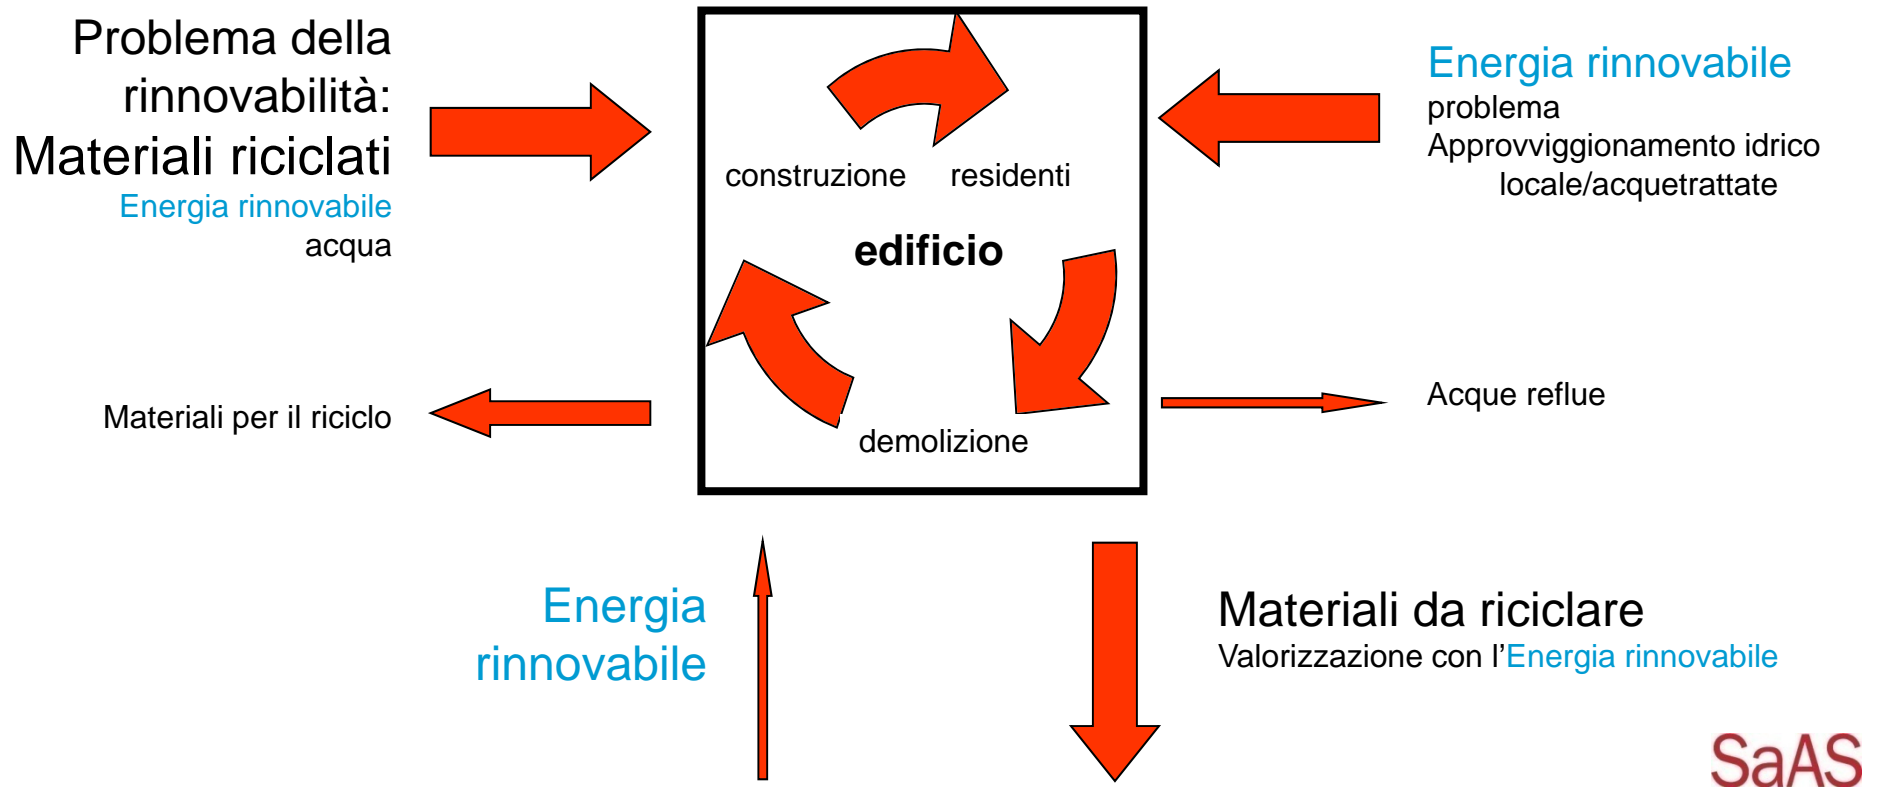 Problema della
rinnovabilità:
Materiali riciclati
Energia rinnovabile
acqua
Materiali per il riciclo
construzione residenti
edificio
demolizione
Energia rinnovabile
problema
Approvviggionamento idrico
locale/acquetrattate
Acque reflue
Energia
rinnovabile
Materiali da riciclare
Valorizzazione con l’Energia rinnovabile
SaAS